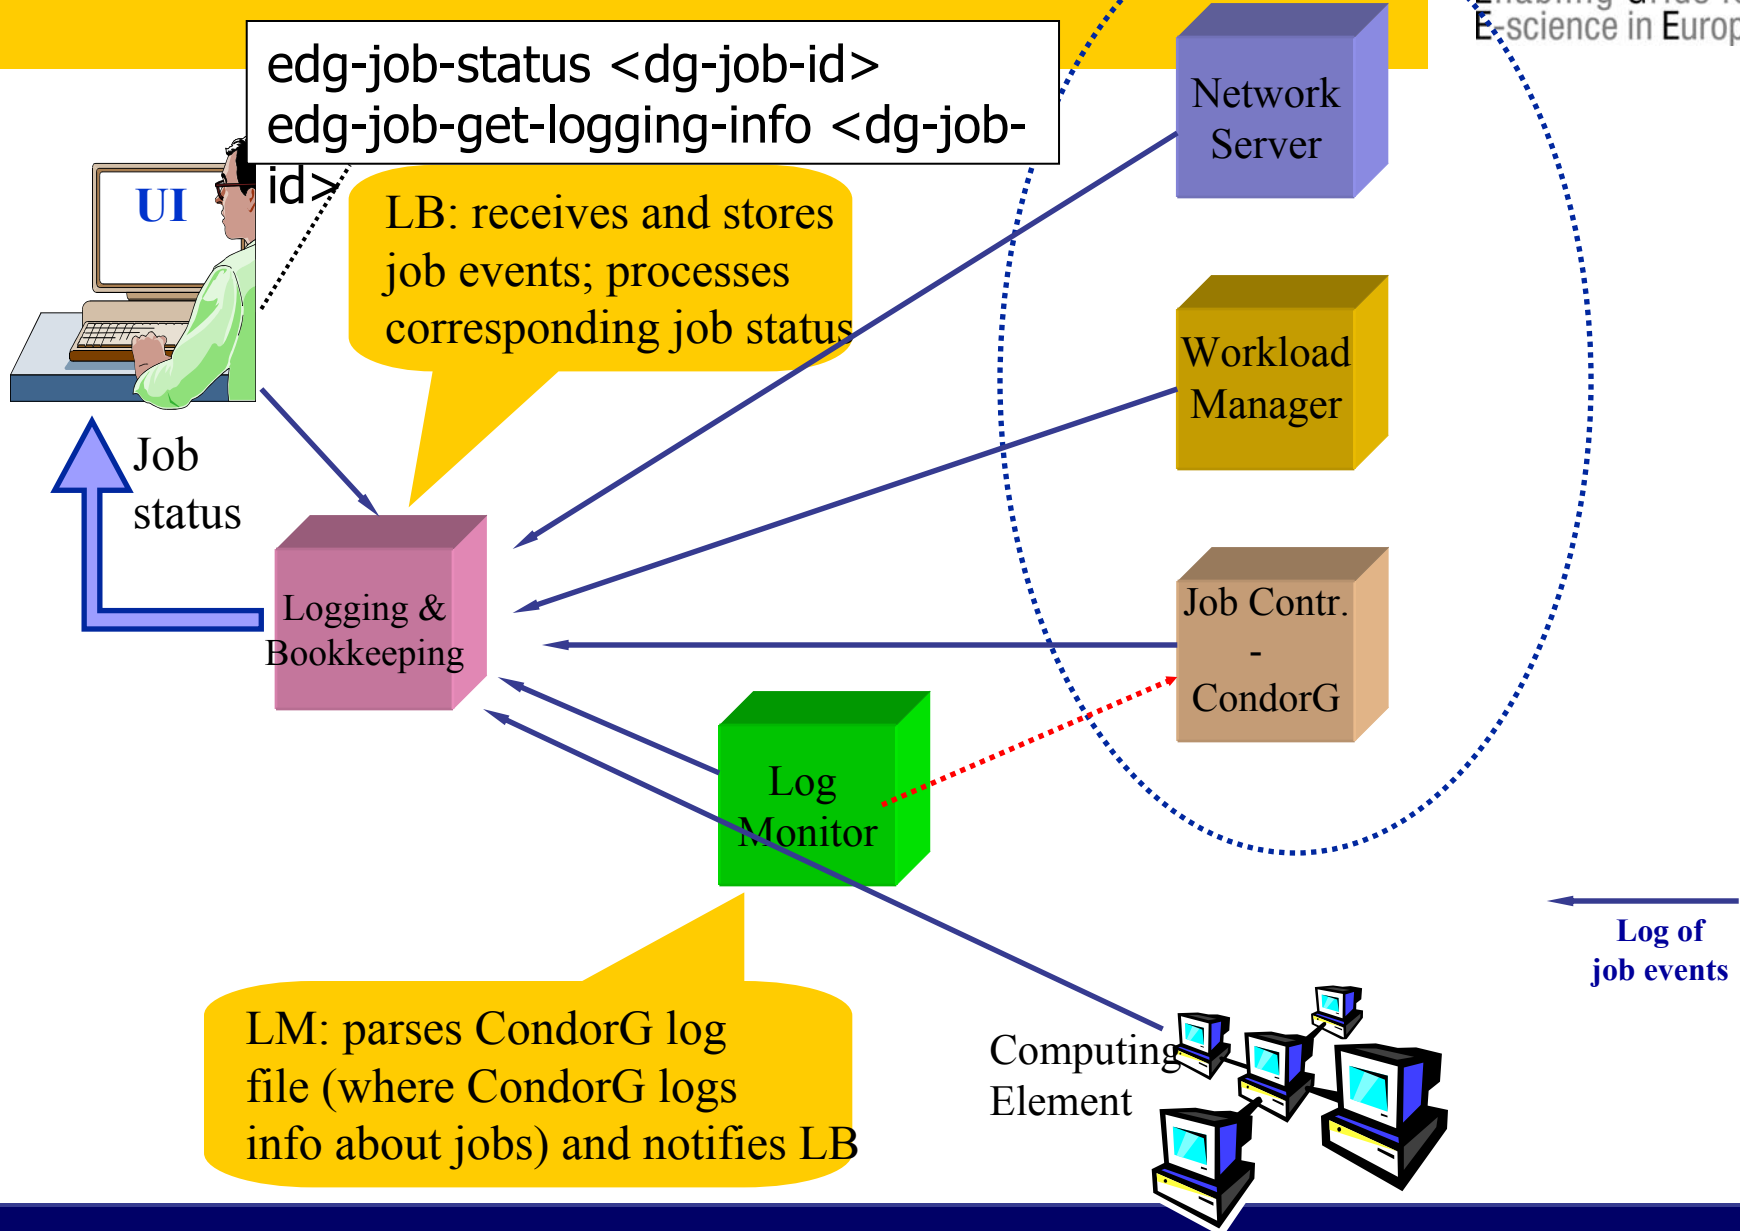 E-science in Europ
edg-job-status <dg-job-id>
edg-job-get-logging-info <dg-job-
id>
UI
LB: receives and stores
job events; processes
corresponding job status
Network
Server
Workload
Manager
Job
status
Logging &
Bookkeeping
Job Contr.
-
CondorG
Log
Monitor
Log of
job events
LM: parses CondorG log
file (where CondorG logs
info about jobs) and notifies LB
Computing
Element